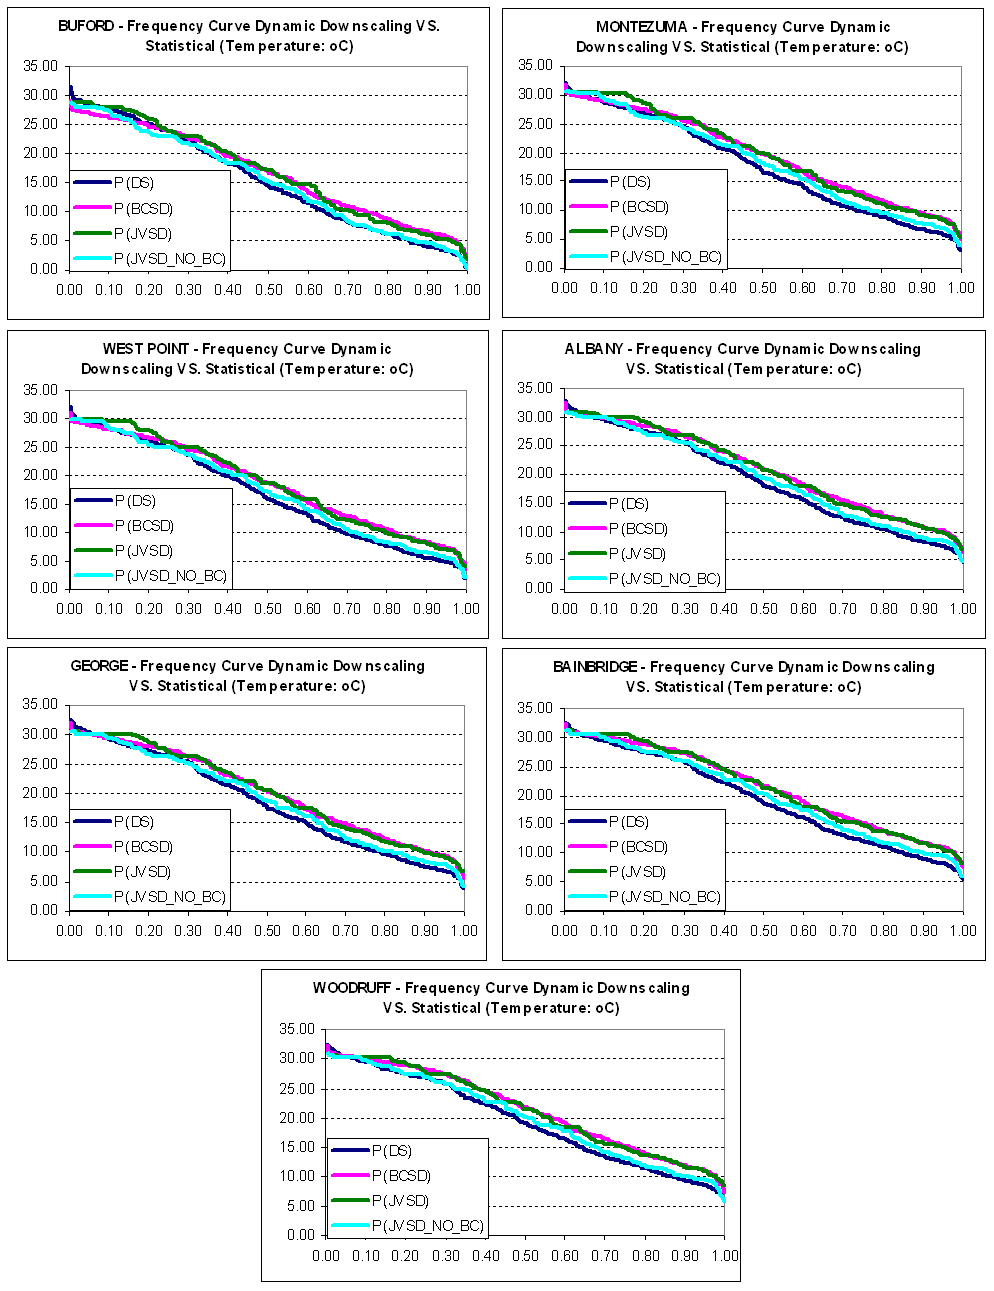 BUFORD - Frequency Curve Dynamic Downscaling VS.
Statistical (Temperature: oC)
35.00
30.00
25.00
20.00
15.00
10.00
5.00
0.00
P(DS)
P(BCSD)
P(JVSD)
P(JVSD_NO_BC)
0.00 0.10 0.20 0.30 0.40 0.50 0.60 0.70 0.80 0.90 1.00
MONTEZUMA - Frequency Curve Dynamic
Downscaling VS. Statistical (Temperature: oC)
35.00
30.00
25.00
20.00
15.00
10.00
5.00
0.00
P(DS)
P(BCSD)
P(JVSD)
P(JVSD_NO_BC)
0.00 0.10 0.20 0.30 0.40 0.50 0.60 0.70 0.80 0.90 1.00
WEST POINT - Frequency Curve Dynamic
Downscaling VS. Statistical (Temperature: oC)
35.00
30.00
25.00
20.00
15.00
10.00
5.00
0.00
P(DS)
P(BCSD)
P(JVSD)
P(JVSD_NO_BC)
0.00 0.10 0.20 0.30 0.40 0.50 0.60 0.70 0.80 0.90 1.00
ALBANY - Frequency Curve Dynamic Downscaling
VS. Statistical (Temperature: oC)
35.00
30.00
25.00
20.00
15.00
10.00
5.00
0.00
P(DS)
P(BCSD)
P(JVSD)
P(JVSD_NO_BC)
0.00 0.10 0.20 0.30 0.40 0.50 0.60 0.70 0.80 0.90 1.00
GEORGE - Frequency Curve Dynamic Downscaling
VS. Statistical (Temperature: oC)
35.00
30.00
25.00
20.00
15.00
10.00
5.00
0.00
P(DS)
P(BCSD)
P(JVSD)
P(JVSD_NO_BC)
0.00 0.10 0.20 0.30 0.40 0.50 0.60 0.70 0.80 0.90 1.00
BAINBRIDGE - Frequency Curve Dynamic Downscaling
VS. Statistical (Temperature: oC)
35.00
30.00
25.00
20.00
15.00
10.00
5.00
0.00
P(DS)
P(BCSD)
P(JVSD)
P(JVSD_NO_BC)
0.00 0.10 0.20 0.30 0.40 0.50 0.60 0.70 0.80 0.90 1.00
WOODRUFF - Frequency Curve Dynamic Downscaling
VS. Statistical (Temperature: oC)
35.00
30.00
25.00
20.00
15.00
10.00
5.00
0.00
P(DS)
P(BCSD)
P(JVSD)
P(JVSD_NO_BC)
0.00 0.10 0.20 0.30 0.40 0.50 0.60 0.70 0.80 0.90 1.00